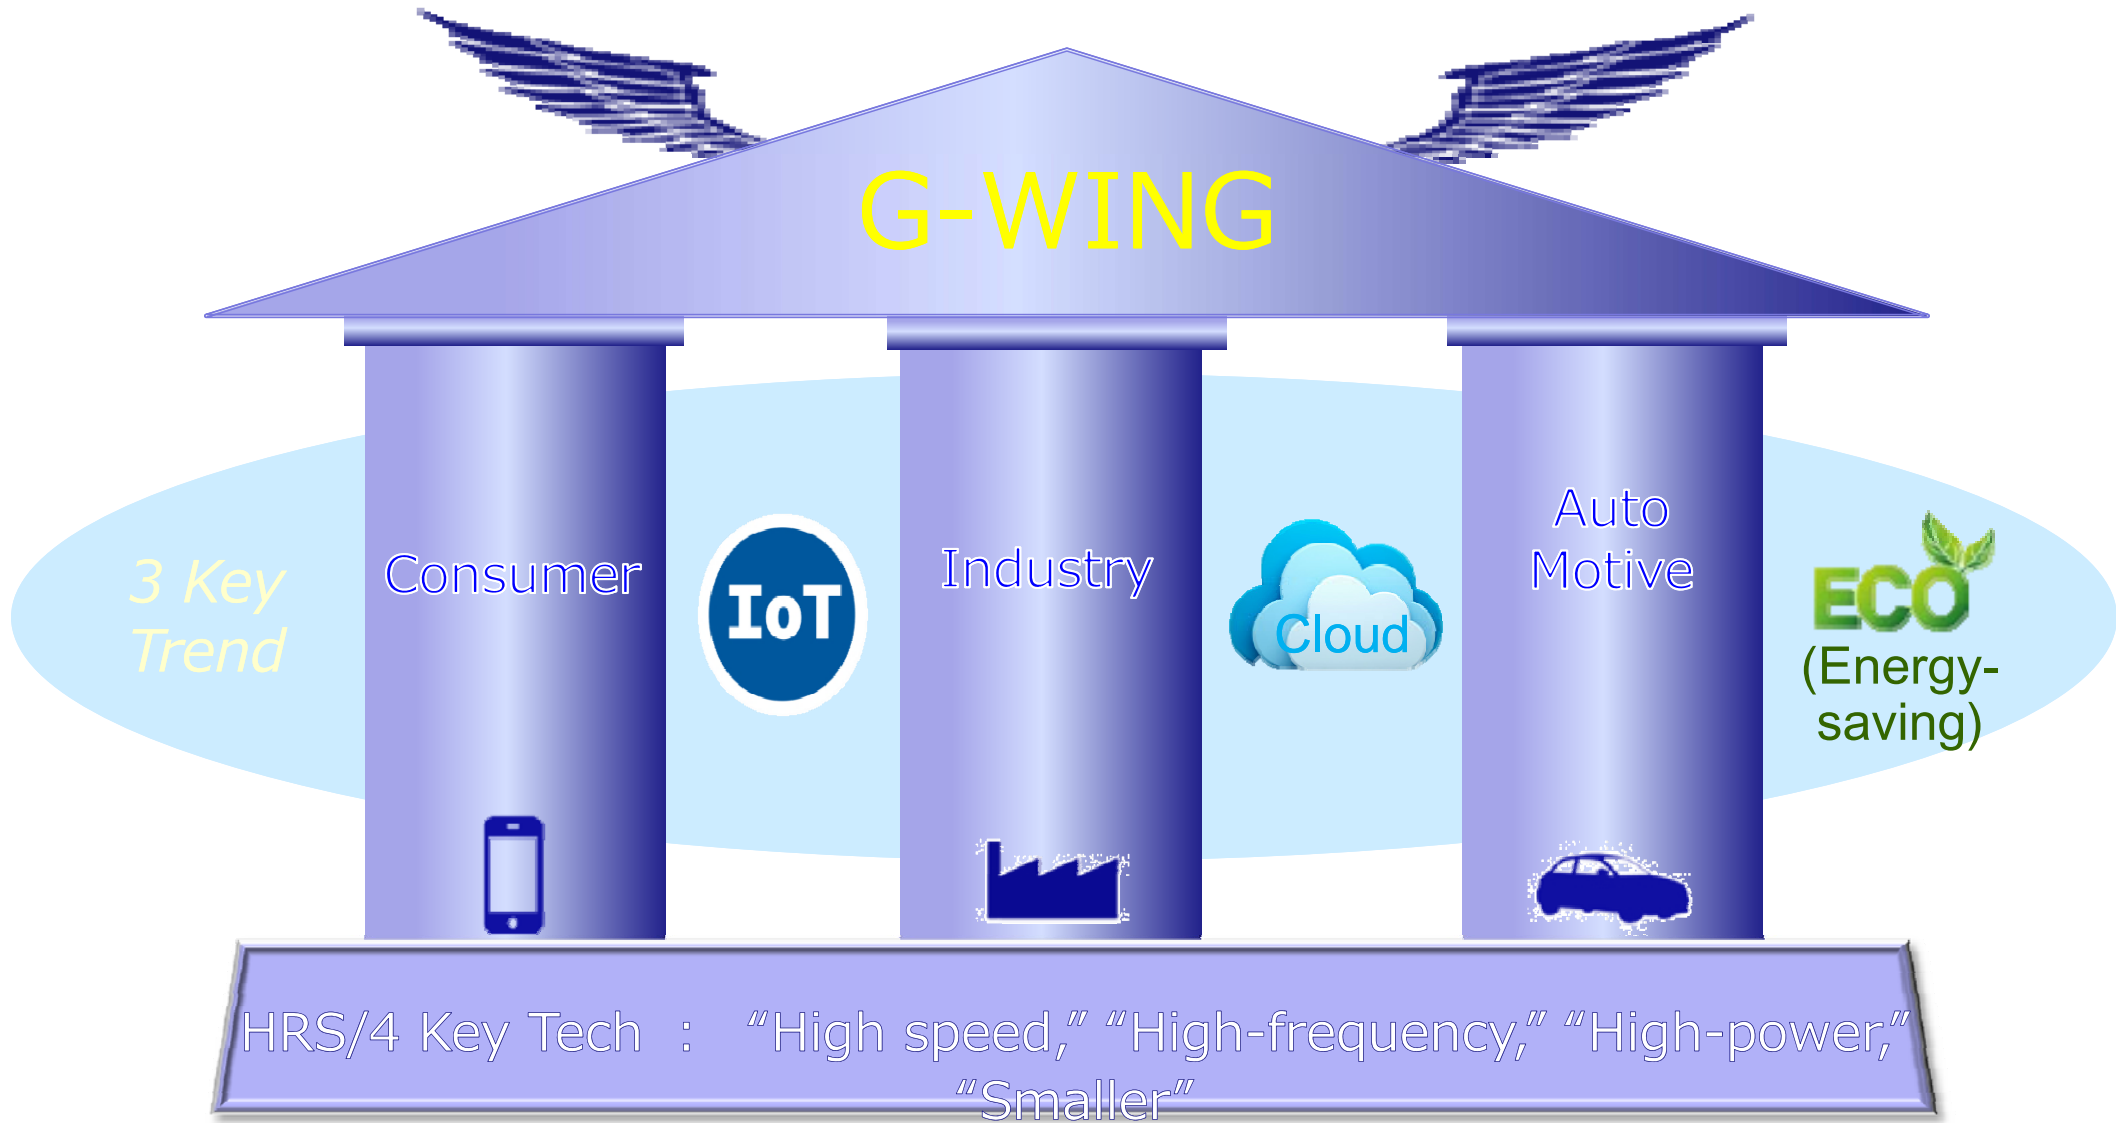 G-WING
3 Key
Trend
Consumer
IoT
Industry
Cloud
Auto
Motive
ECO
(Energy-
saving)
HRS/4 Key Tech : “High speed,” “High-frequency,” “High-power,”
“Smaller”